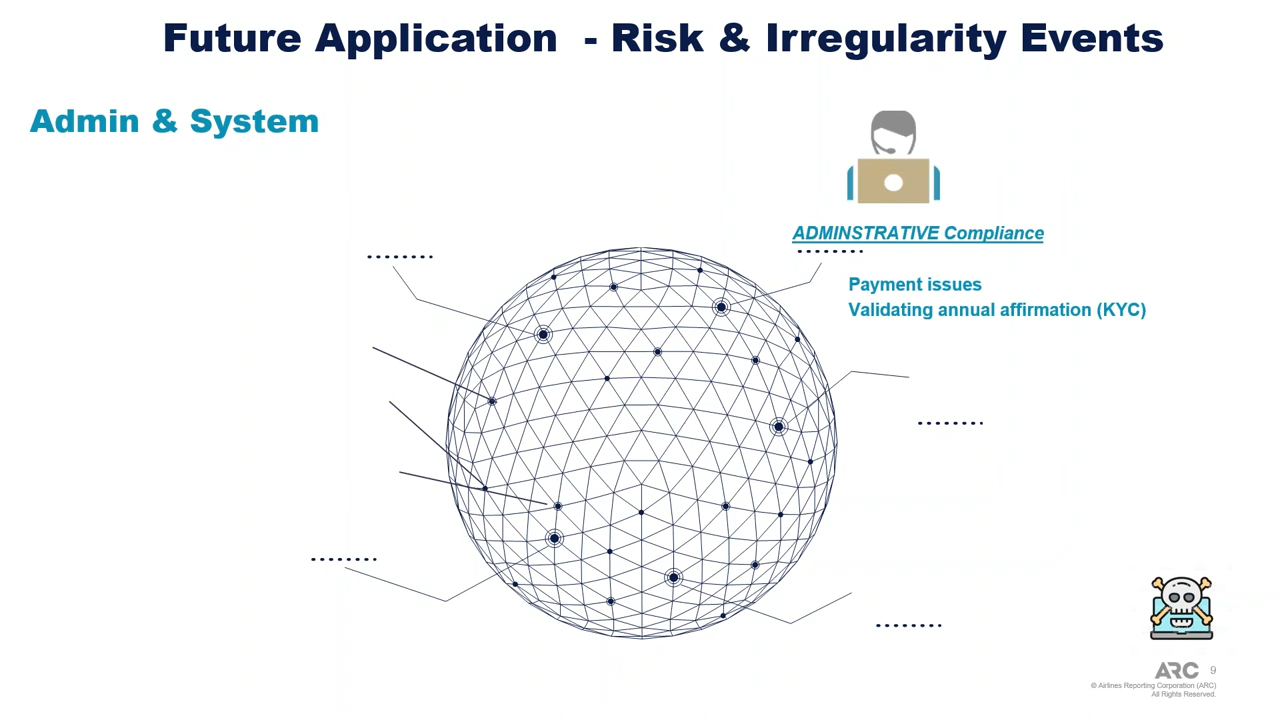 Future Application - Risk & Irregularity Events
Admin & System
ADMINSTRATIVE Compliance
Payment issues
Validating annual affirmation (KYC)
ARC 9
© Airlines Reporting Corporation (ARC)
All Rights Reserved.